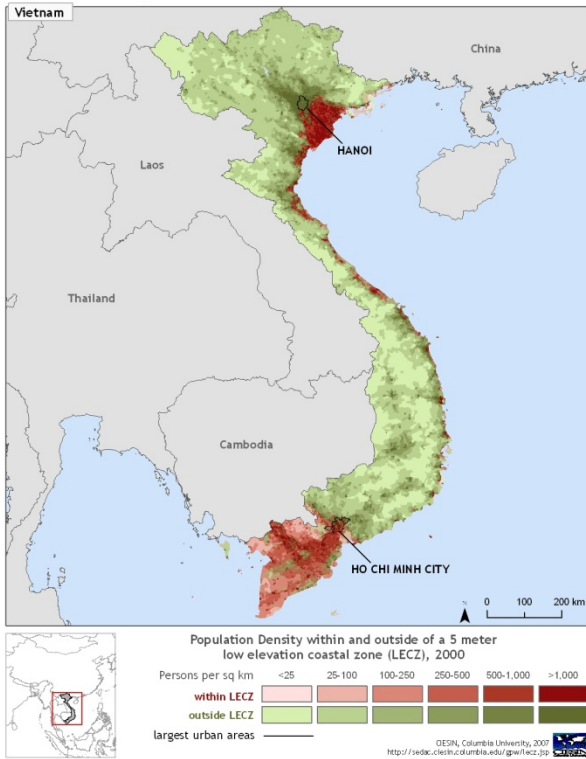 Vietnam
China
HANOI
Laos
Thailand
Cambodia
HO CHI MINH CITY
0 100 200 km
Population Density within and outside of a 5 meter
low elevation coastal zone (LECZ), 2000
Persons per sq km <25 25-100 100-250 250-500 500-1,000 >1,000
within LECZ
outside LECZ
largest urban areas
CIESIN, Columbia University, 2007
http://sedac.ciesin.columbia.edu/gpw/lecz.jsp